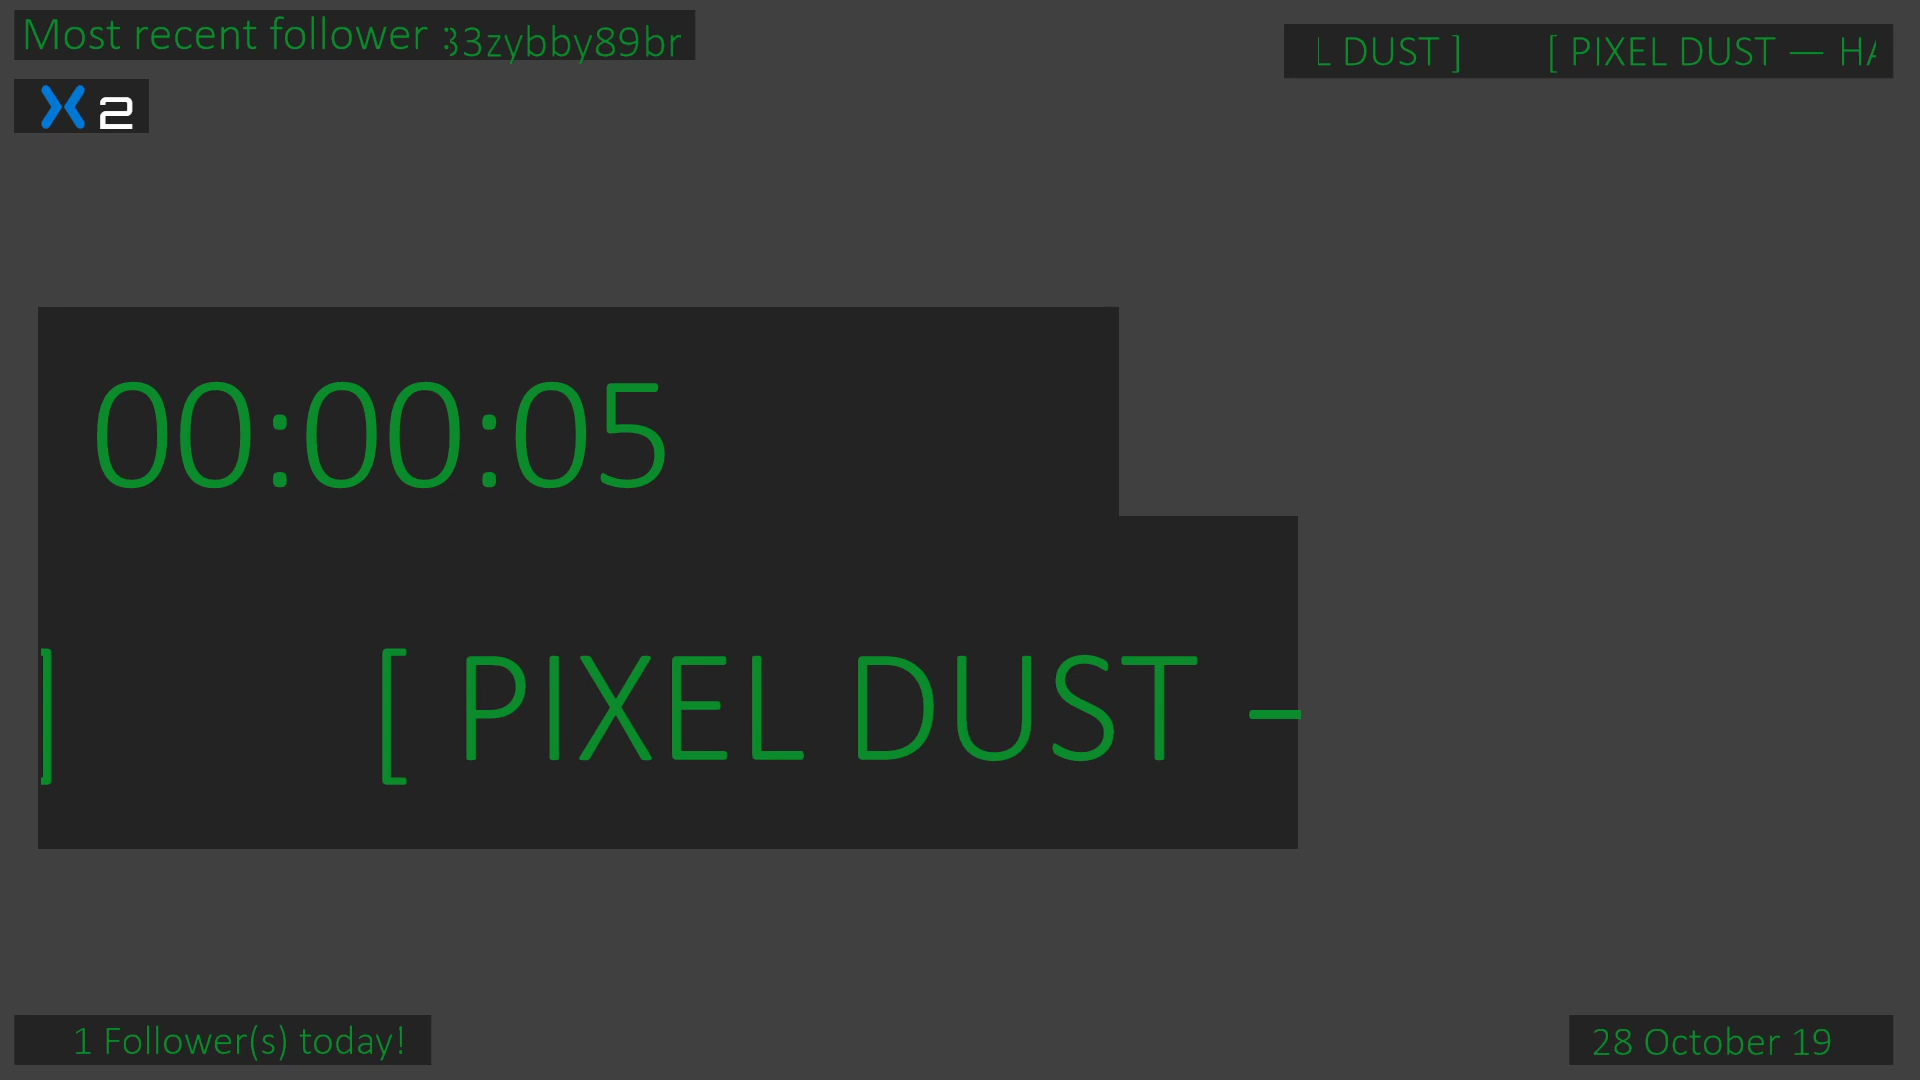 Most recent follower :33zybby89br
L DUST ] [ PIXEL DUST — HA
2
00:00:05
] [ PIXEL DUST –
1 Follower(s) today!
28 October 19